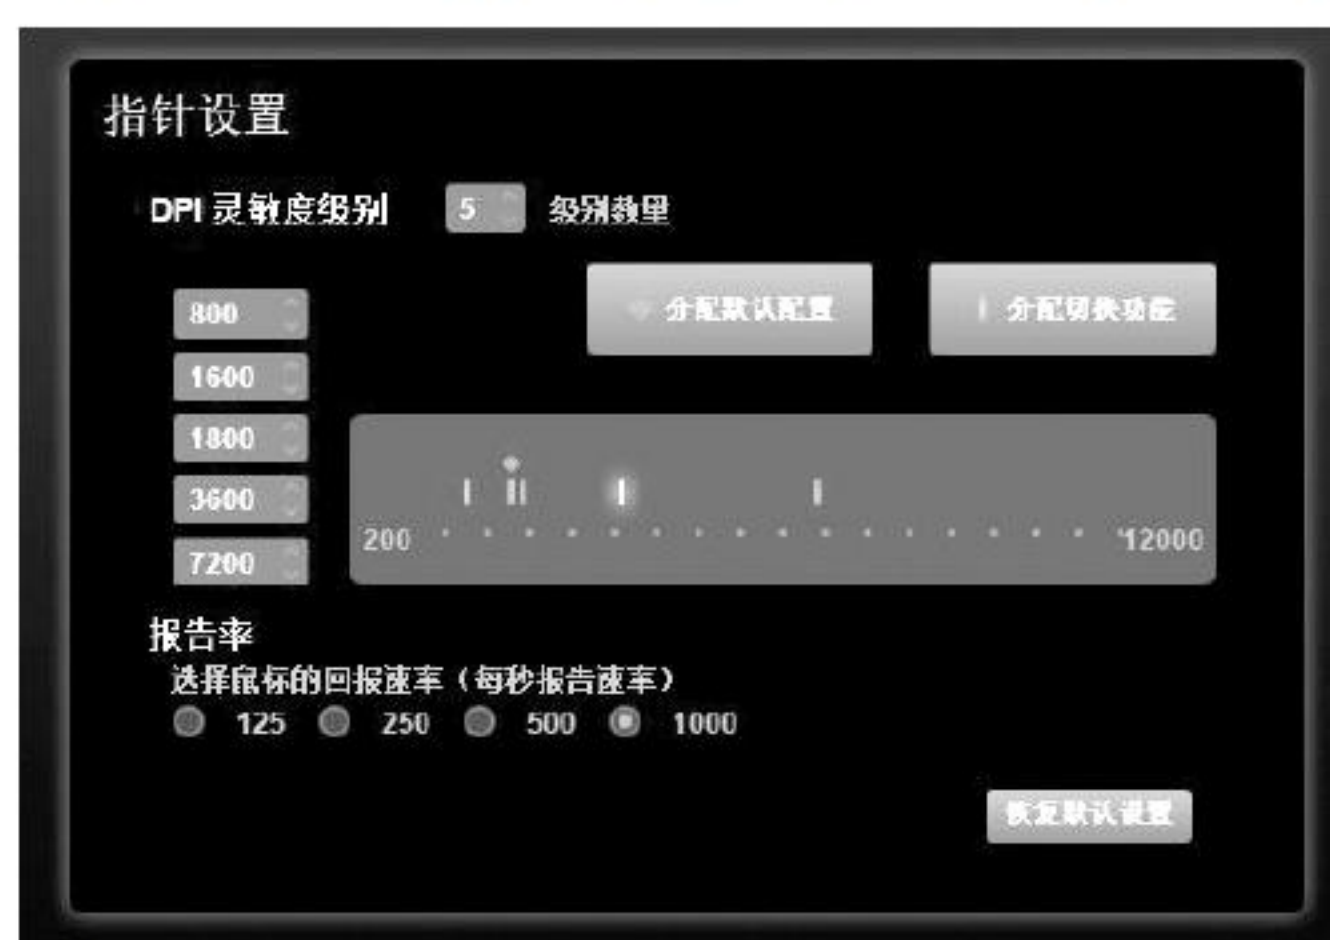 指针设置
DPI 灵敏度级别 5 级别数量
800 分配默认配置 分配切换功能
1600
1800
3600
7200
200 12000
报告率
选择鼠标的回报速率（每秒报告速率）
125 250 500 1000
恢复默认设置